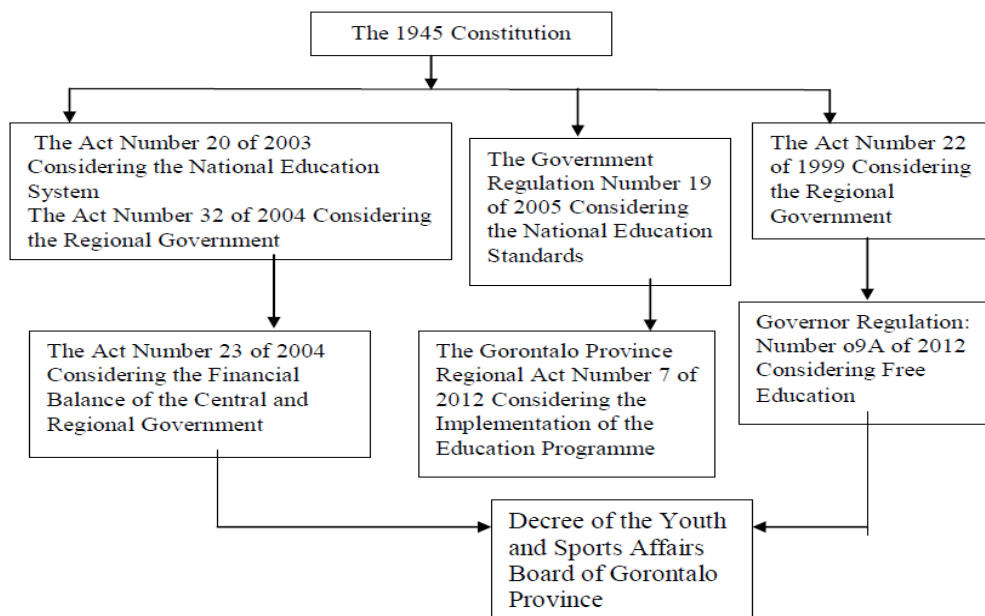 The 1945 Constitution
The Act Number 20 of 2003
Considering the National Education
System
The Act Number 32 of 2004 Considering
the Regional Government
The Government
Regulation Number 19
of 2005 Considering
the National Education
Standards
The Act Number 22
of 1999 Considering
the Regional
Government
The Act Number 23 of 2004
Considering the Financial
Balance of the Central and
Regional Government
The Gorontalo Province
Regional Act Number 7 of
2012 Considering the
Implementation of the
Education Programme
Governor Regulation:
Number o9A of 2012
Considering Free
Education
Decree of the Youth
and Sports Affairs
Board of Gorontalo
Province